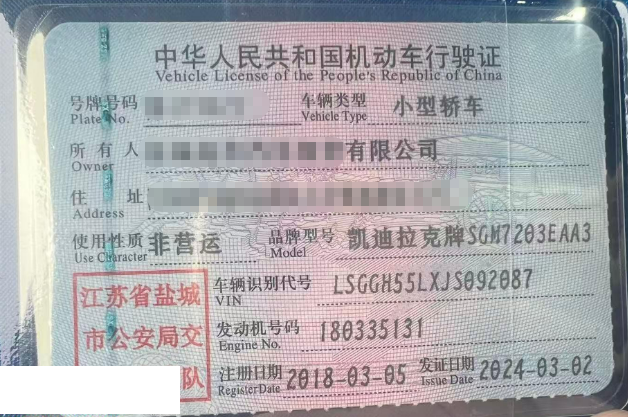 中华人民共和国机动车行驶证
Vehicle License of the People's Republic of China
号牌号码 车辆类型 小型轿车
Plate No. Vehicle Type
所有人 有限公司
Owner
住址
Address
使用性质 非营运 品牌型号 凯迪拉克牌SGM7203EAA3
Use Character Model
江苏省盐城
市公安局交
队
车辆识别代号 LSGGH55LXJS092087
VIN
发动机号码 180335131
Engine No.
注册日期 2018-03-05 发证日期 2024-03-02
Register Date Issue Date